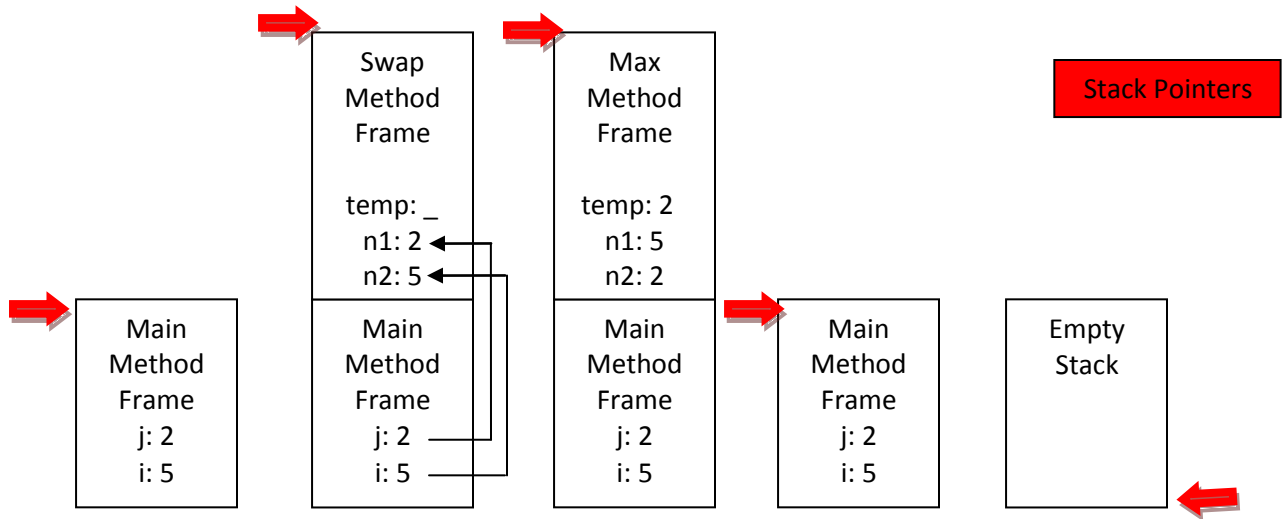 Stack Pointers
Main
Method
Frame
j: 2
i: 5
Swap
Method
Frame
temp: _
n1: 2
n2: 5
Main
Method
Frame
j: 2
i: 5
Max
Method
Frame
temp: 2
n1: 5
n2: 2
Main
Method
Frame
j: 2
i: 5
Main
Method
Frame
j: 2
i: 5
Empty
Stack